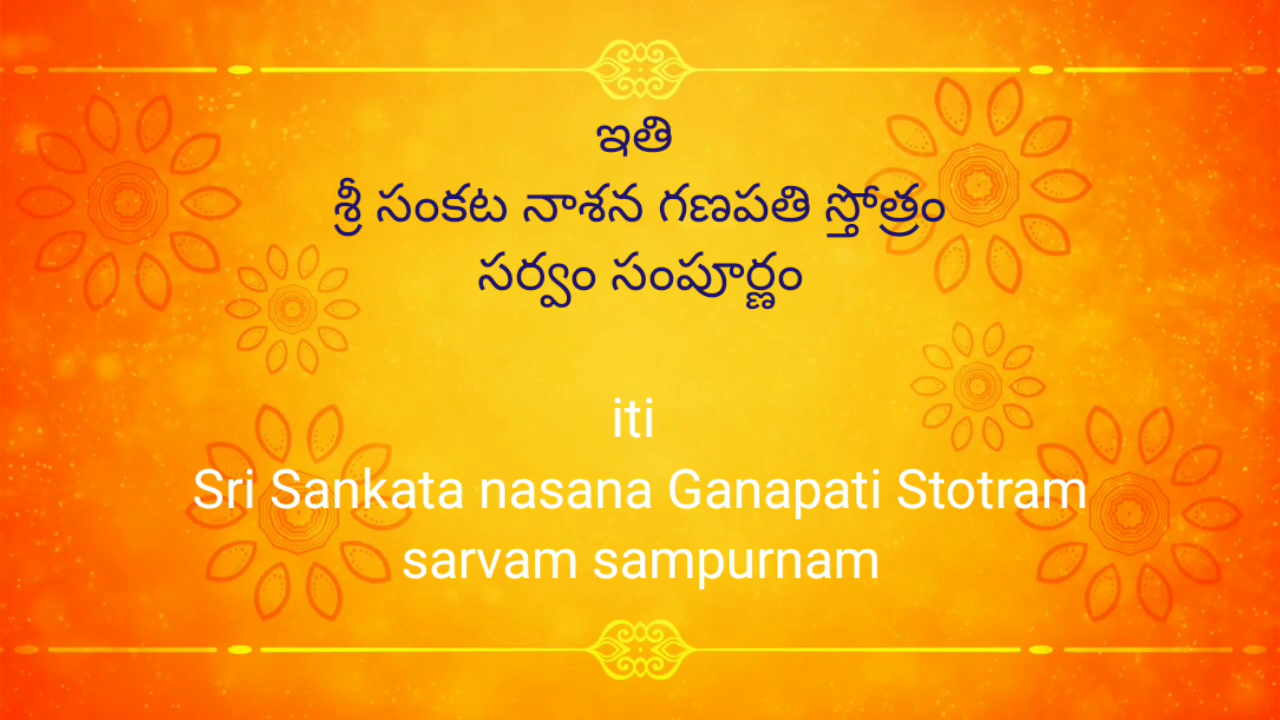 ఇతి
శ్రీ సంకట నాశన గణపతి స్తోత్రం
సర్వం సంపూర్ణం
iti
Sri Sankata nasana Ganapati Stotram
sarvam sampurnam